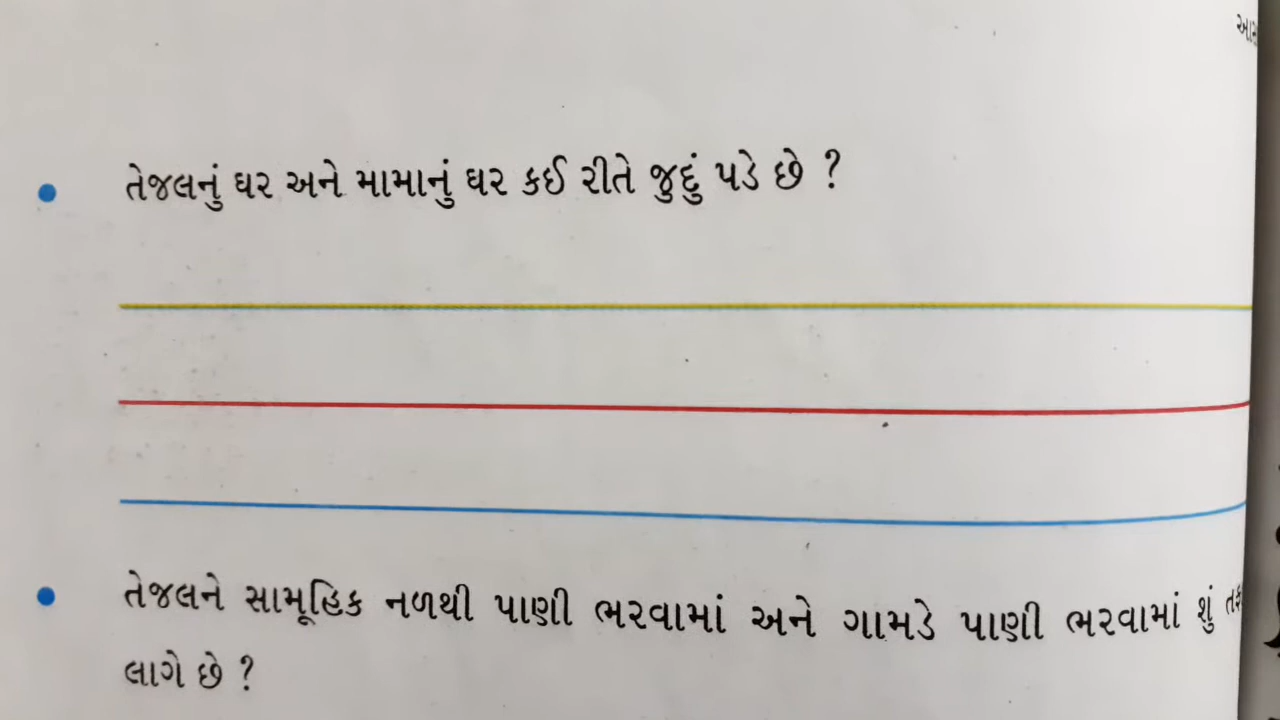 તેજલનું ઘર અને મામાનું ઘર કઈ રીતે જુદું પડે છે ?
તેજલને સામૂહિક નળથી પાણી ભરવામાં અને ગામડે પાણી ભરવામાં શું
લાગે છે ?